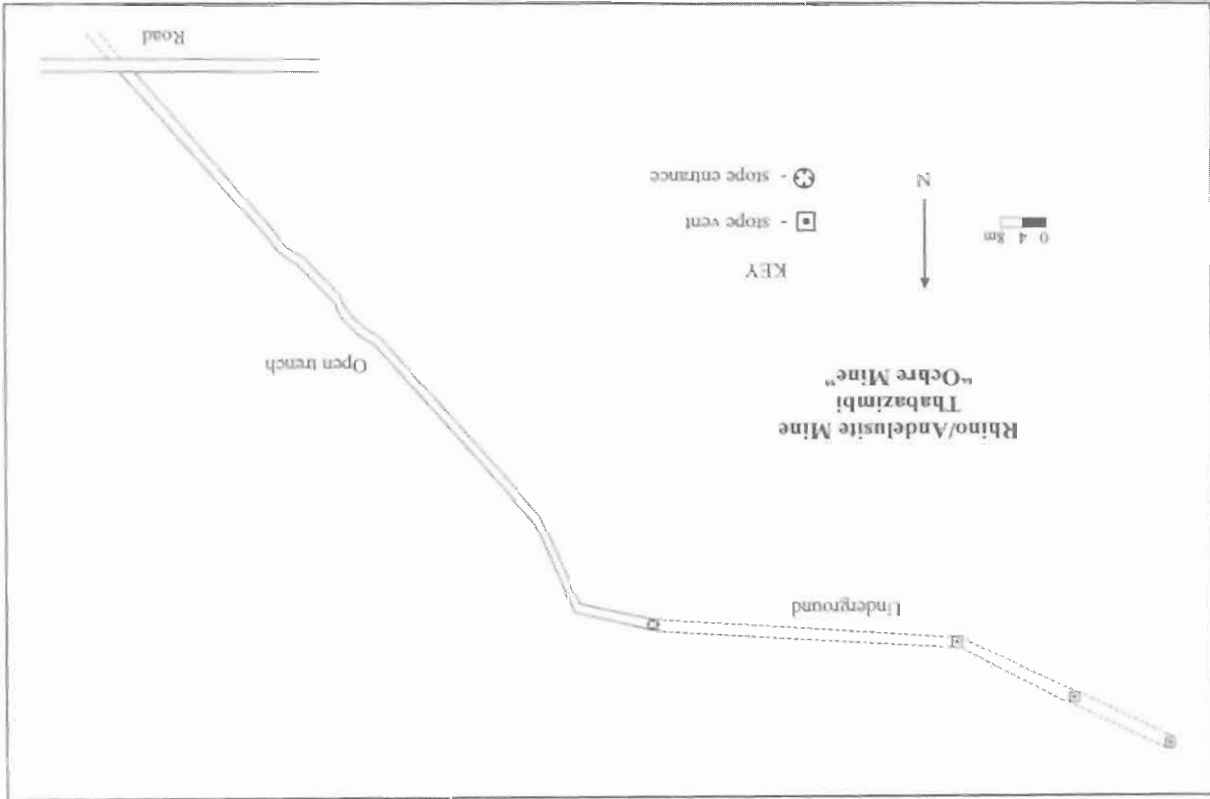 Underground
Rhino/Andelusite Mine
Thabazimbi
“Ochre Mine”
Open trench
KEY
0 4 8m
- stope vent
N
- stope entrance
Road